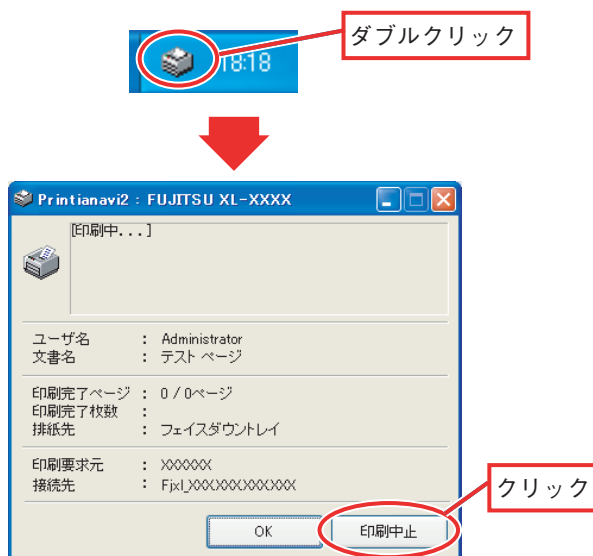 ダブルクリック
18:18
Printianavi2 : FUJITSU XL-XXXX
[印刷中...]
ユーザ名 : Administrator
文書名 : テスト ページ
印刷完了ページ : 0 / 0ページ
印刷完了枚数 :
排紙先 : フェイスダウントレイ
印刷要求元 : XXXXXX
接続先 : Fjxl_XXX.XXX.XXX.XXX
クリック
OK
印刷中止